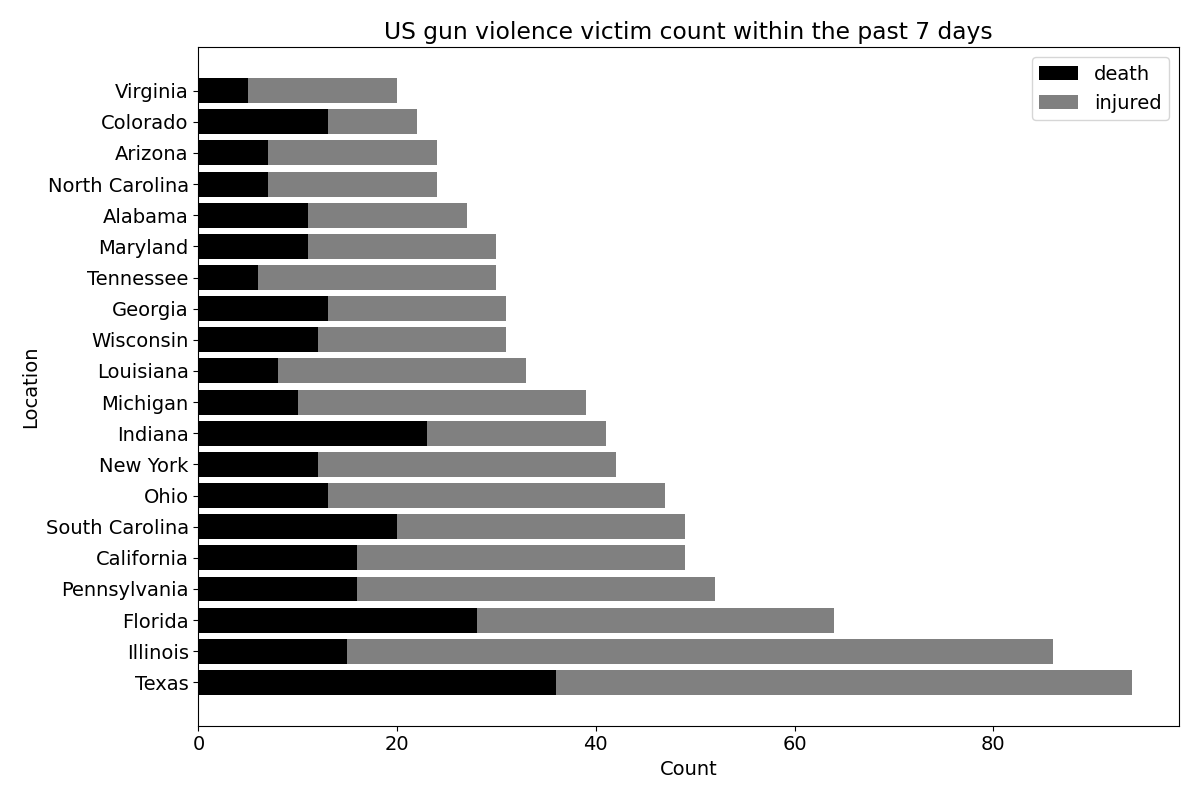 US gun violence victim count within the past 7 days
death
injured
Virginia
Colorado
Arizona
North Carolina
Alabama
Maryland
Tennessee
Georgia
Wisconsin
Louisiana
Michigan
Indiana
New York
Ohio
South Carolina
California
Pennsylvania
Florida
Illinois
Texas
Location
0 20 40 60 80
Count